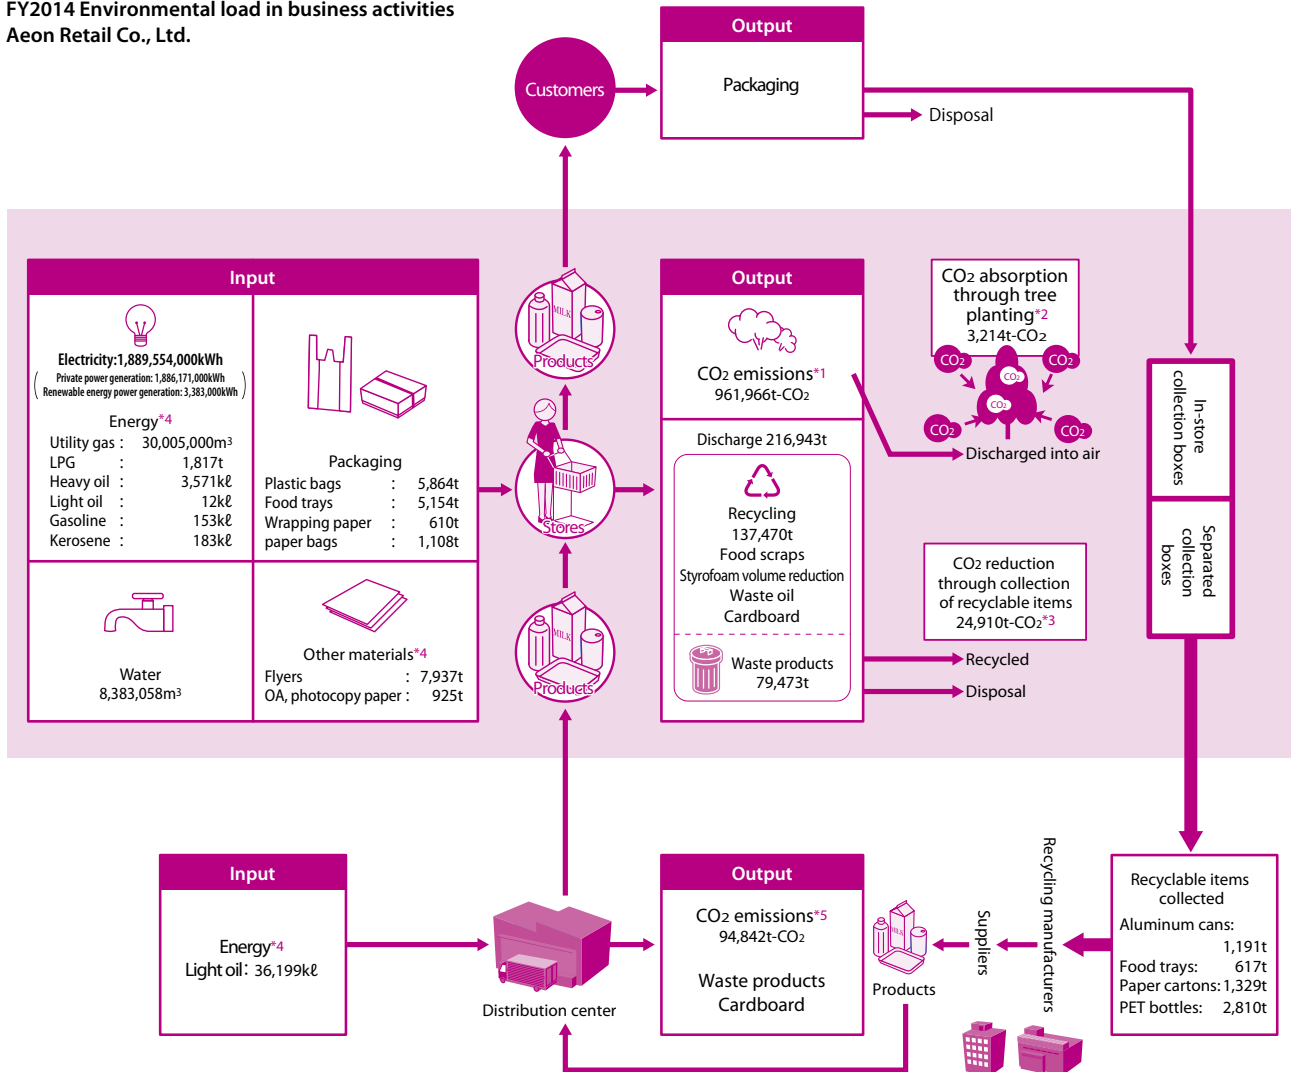 FY2014 Environmental load in business activities
Aeon Retail Co., Ltd.
Customers
Output
Packaging
Disposal
Input
Electricity:1,889,554,000kWh
(Private power generation: 1,886,171,000kWh
Renewable energy power generation: 3,383,000kWh)
Energy*4
Utility gas : 30,005,000m³
LPG : 1,817t
Heavy oil : 3,571kℓ
Light oil : 12kℓ
Gasoline : 153kℓ
Kerosene : 183kℓ
Packaging
Plastic bags : 5,864t
Food trays : 5,154t
Wrapping paper : 610t
paper bags : 1,108t
Water
8,383,058m³
Other materials*4
Flyers : 7,937t
OA, photocopy paper : 925t
MILK
Products
Stores
MILK
Products
Output
CO2 emissions*1
961,966t-CO2
Discharge 216,943t
Recycling
137,470t
Food scraps
Styrofoam volume reduction
Waste oil
Cardboard
Waste products
79,473t
CO2 absorption
through tree
planting*2
3,214t-CO2
CO2
CO2
CO2
CO2
CO2
CO2
Discharged into air
CO2 reduction
through collection
of recyclable items
24,910t-CO2*3
Recycled
Disposal
In-store
collection boxes
Separated
collection
boxes
Input
Energy*4
Light oil: 36,199kℓ
Distribution center
Output
CO2 emissions*5
94,842t-CO2
Waste products
Cardboard
MILK
Products
Suppliers
Recycling manufacturers
Recyclable items
collected
Aluminum cans:
1,191t
Food trays: 617t
Paper cartons: 1,329t
PET bottles: 2,810t